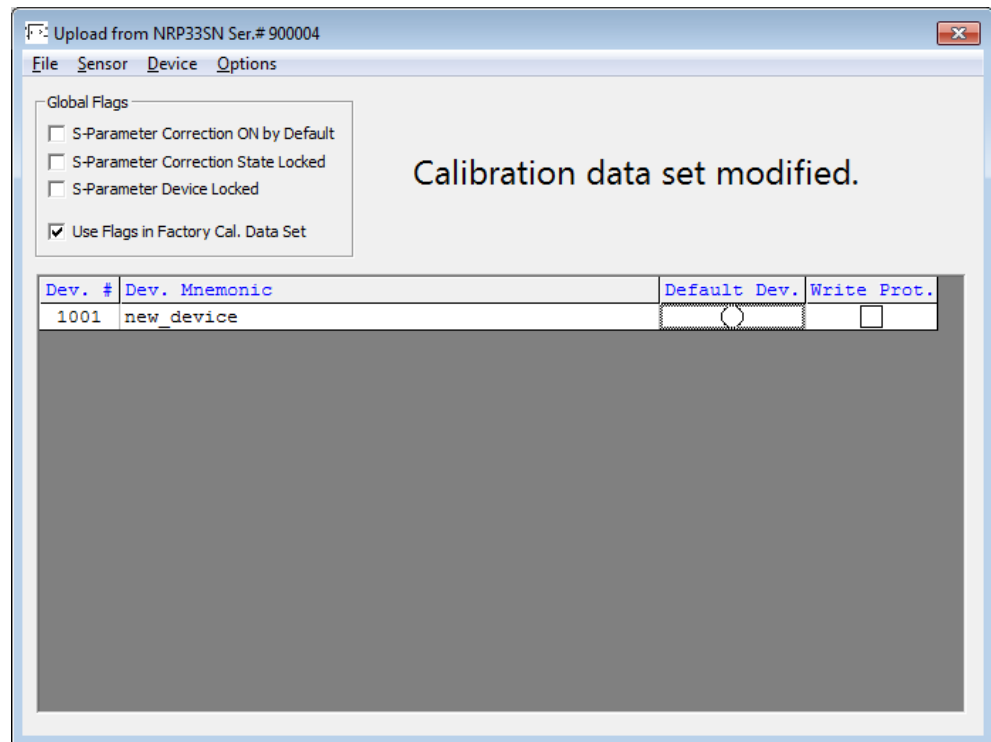 Upload from NRP33SN Ser.# 900004
File Sensor Device Options
Global Flags
S-Parameter Correction ON by Default
S-Parameter Correction State Locked
S-Parameter Device Locked
Use Flags in Factory Cal. Data Set
Calibration data set modified.
Dev. # Dev. Mnemonic Default Dev. Write Prot.
1001 new_device